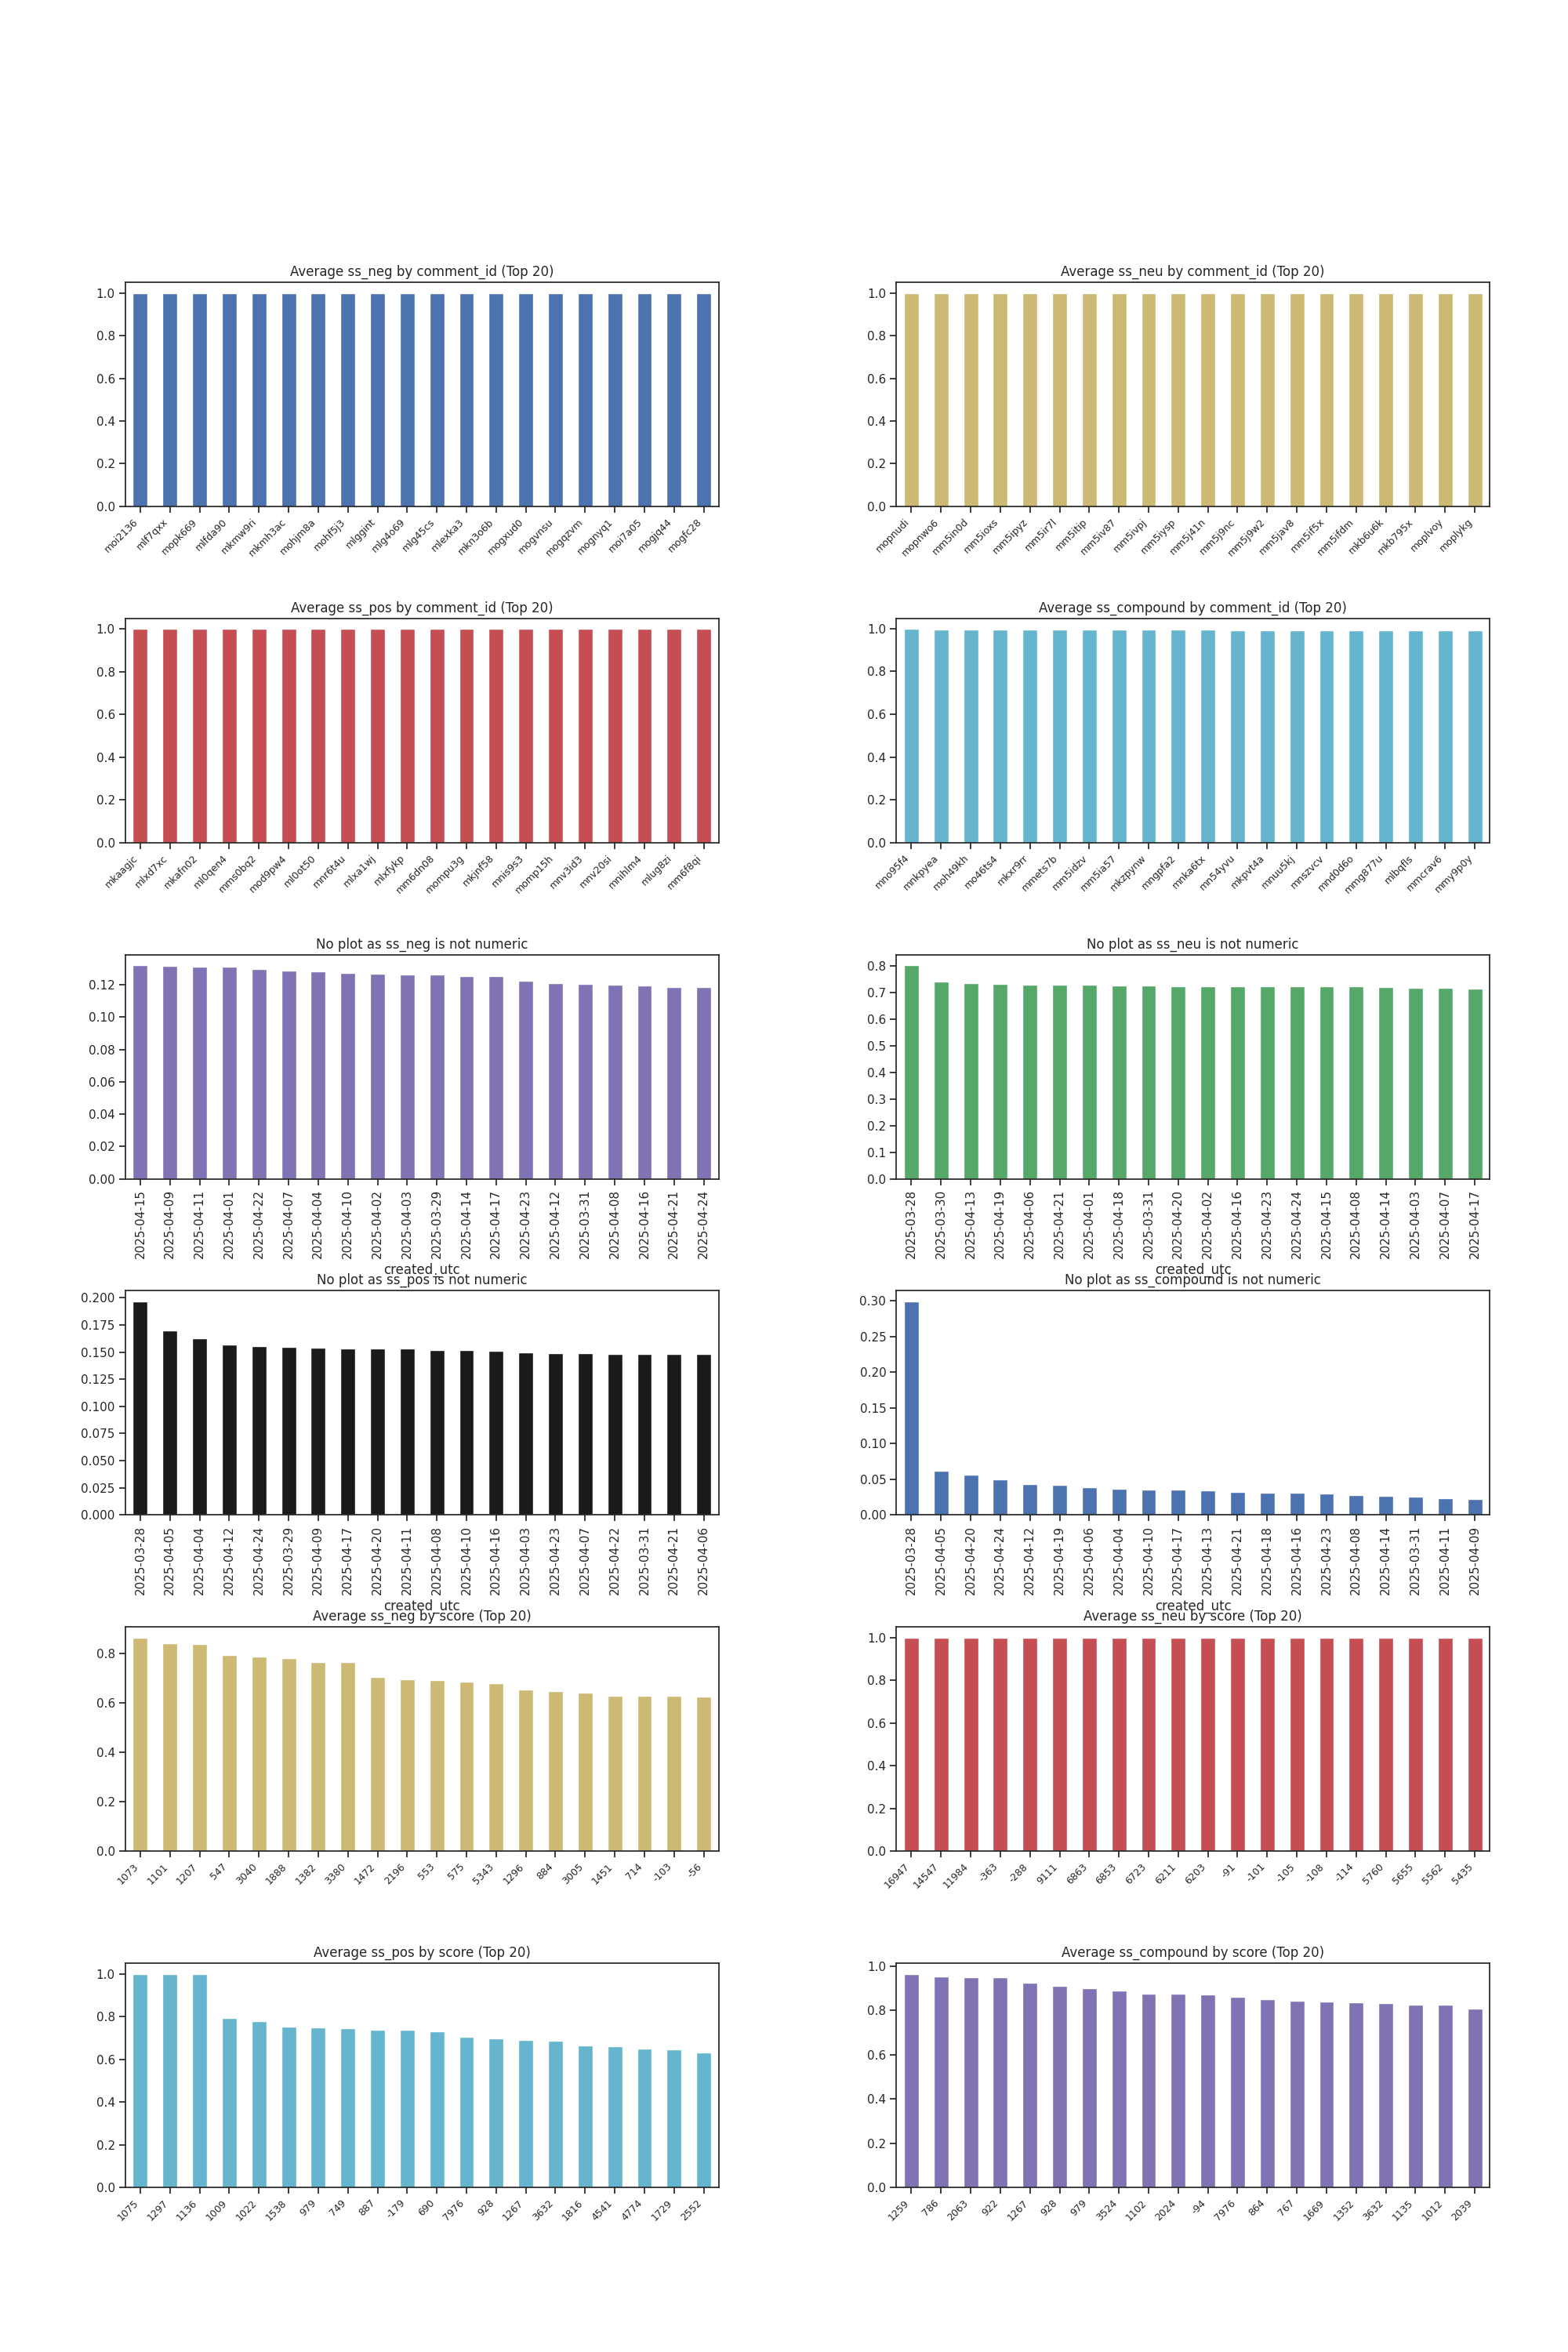 Average ss_neg by comment_id (Top 20)
1.0
0.8
0.6
0.4
0.2
0.0
moi2136 mlf7qxx mopk669 mlfda90 mkmw9ri mkmh3ac mohjm8a mohf5j3 mlggint mlg4o69 mlg45cs mlexka3 mkn3o6b mogxud0 mogvnsu mogqzvm mognyq1 moi7a05 mogjq44 mogfc28
Average ss_neu by comment_id (Top 20)
1.0
0.8
0.6
0.4
0.2
0.0
mopnudi mopnwo6 mm5in0d mm5ioxs mm5ipyz mm5ir7l mm5itip mm5iv87 mm5ivpj mm5iysp mm5j41n mm5j9nc mm5j9w2 mm5jav8 mm5if5x mm5ifdm mkb6u6k mkb795x moplvoy moplykg
Average ss_pos by comment_id (Top 20)
1.0
0.8
0.6
0.4
0.2
0.0
mkaagjc mlxd7xc mkafn02 ml0qen4 mms0bq2 mod9pw4 ml0ot50 mnr6t4u mlxa1wj mlxfykp mm6dn08 mompu3g mkjnf58 mnis9s3 momp15h mnv3id3 mnv20si mnihlm4 mlug8zi mm6f8qi
Average ss_compound by comment_id (Top 20)
1.0
0.8
0.6
0.4
0.2
0.0
mno95f4 mnkpyea moh49kh mo46ts4 mkxr9rr mmets7b mm5idzv mm5ia57 mkzpynw mngpfa2 mnka6tx mn54yvu mkpvt4a mnuu5kj mnszvcv mnd0d6o mmg877u mlbqfls mmcrav6 mmy9p0y
No plot as ss_neg is not numeric
0.12
0.10
0.08
0.06
0.04
0.02
0.00
2025-04-15 2025-04-09 2025-04-11 2025-04-01 2025-04-22 2025-04-07 2025-04-04 2025-04-10 2025-04-02 2025-04-03 2025-03-29 2025-04-14 2025-04-17 2025-04-23 2025-04-12 2025-03-31 2025-04-08 2025-04-16 2025-04-21 2025-04-24
created_utc
No plot as ss_neu is not numeric
0.8
0.7
0.6
0.5
0.4
0.3
0.2
0.1
0.0
2025-03-28 2025-03-30 2025-04-13 2025-04-19 2025-04-06 2025-04-21 2025-04-01 2025-04-18 2025-03-31 2025-04-20 2025-04-02 2025-04-16 2025-04-23 2025-04-24 2025-04-15 2025-04-08 2025-04-14 2025-04-03 2025-04-07 2025-04-17
created_utc
No plot as ss_pos is not numeric
0.200
0.175
0.150
0.125
0.100
0.075
0.050
0.025
0.000
2025-03-28 2025-04-05 2025-04-04 2025-04-12 2025-04-24 2025-03-29 2025-04-09 2025-04-17 2025-04-20 2025-04-11 2025-04-08 2025-04-10 2025-04-16 2025-04-03 2025-04-23 2025-04-07 2025-04-22 2025-03-31 2025-04-21 2025-04-06
created_utc
No plot as ss_compound is not numeric
0.30
0.25
0.20
0.15
0.10
0.05
0.00
2025-03-28 2025-04-05 2025-04-20 2025-04-24 2025-04-12 2025-04-19 2025-04-06 2025-04-04 2025-04-10 2025-04-17 2025-04-13 2025-04-21 2025-04-18 2025-04-16 2025-04-23 2025-04-08 2025-04-14 2025-03-31 2025-04-11 2025-04-09
created_utc
Average ss_neg by score (Top 20)
0.8
0.6
0.4
0.2
0.0
1073 1101 1207 547 3040 1888 1382 3380 1472 2196 553 575 5343 1296 884 3005 1451 714 -103 -56
Average ss_neu by score (Top 20)
1.0
0.8
0.6
0.4
0.2
0.0
16947 14547 11984 -363 -288 9111 6863 6853 6723 6211 6203 -91 -101 -105 -108 -114 5760 5655 5562 5435
Average ss_pos by score (Top 20)
1.0
0.8
0.6
0.4
0.2
0.0
1075 1297 1136 1009 1022 1538 979 749 887 -179 690 7976 928 1267 3632 1816 4541 4774 1729 2552
Average ss_compound by score (Top 20)
1.0
0.8
0.6
0.4
0.2
0.0
1259 786 2063 922 1267 928 979 3524 1102 2024 -94 7976 864 767 1669 1352 3632 1135 1012 2039